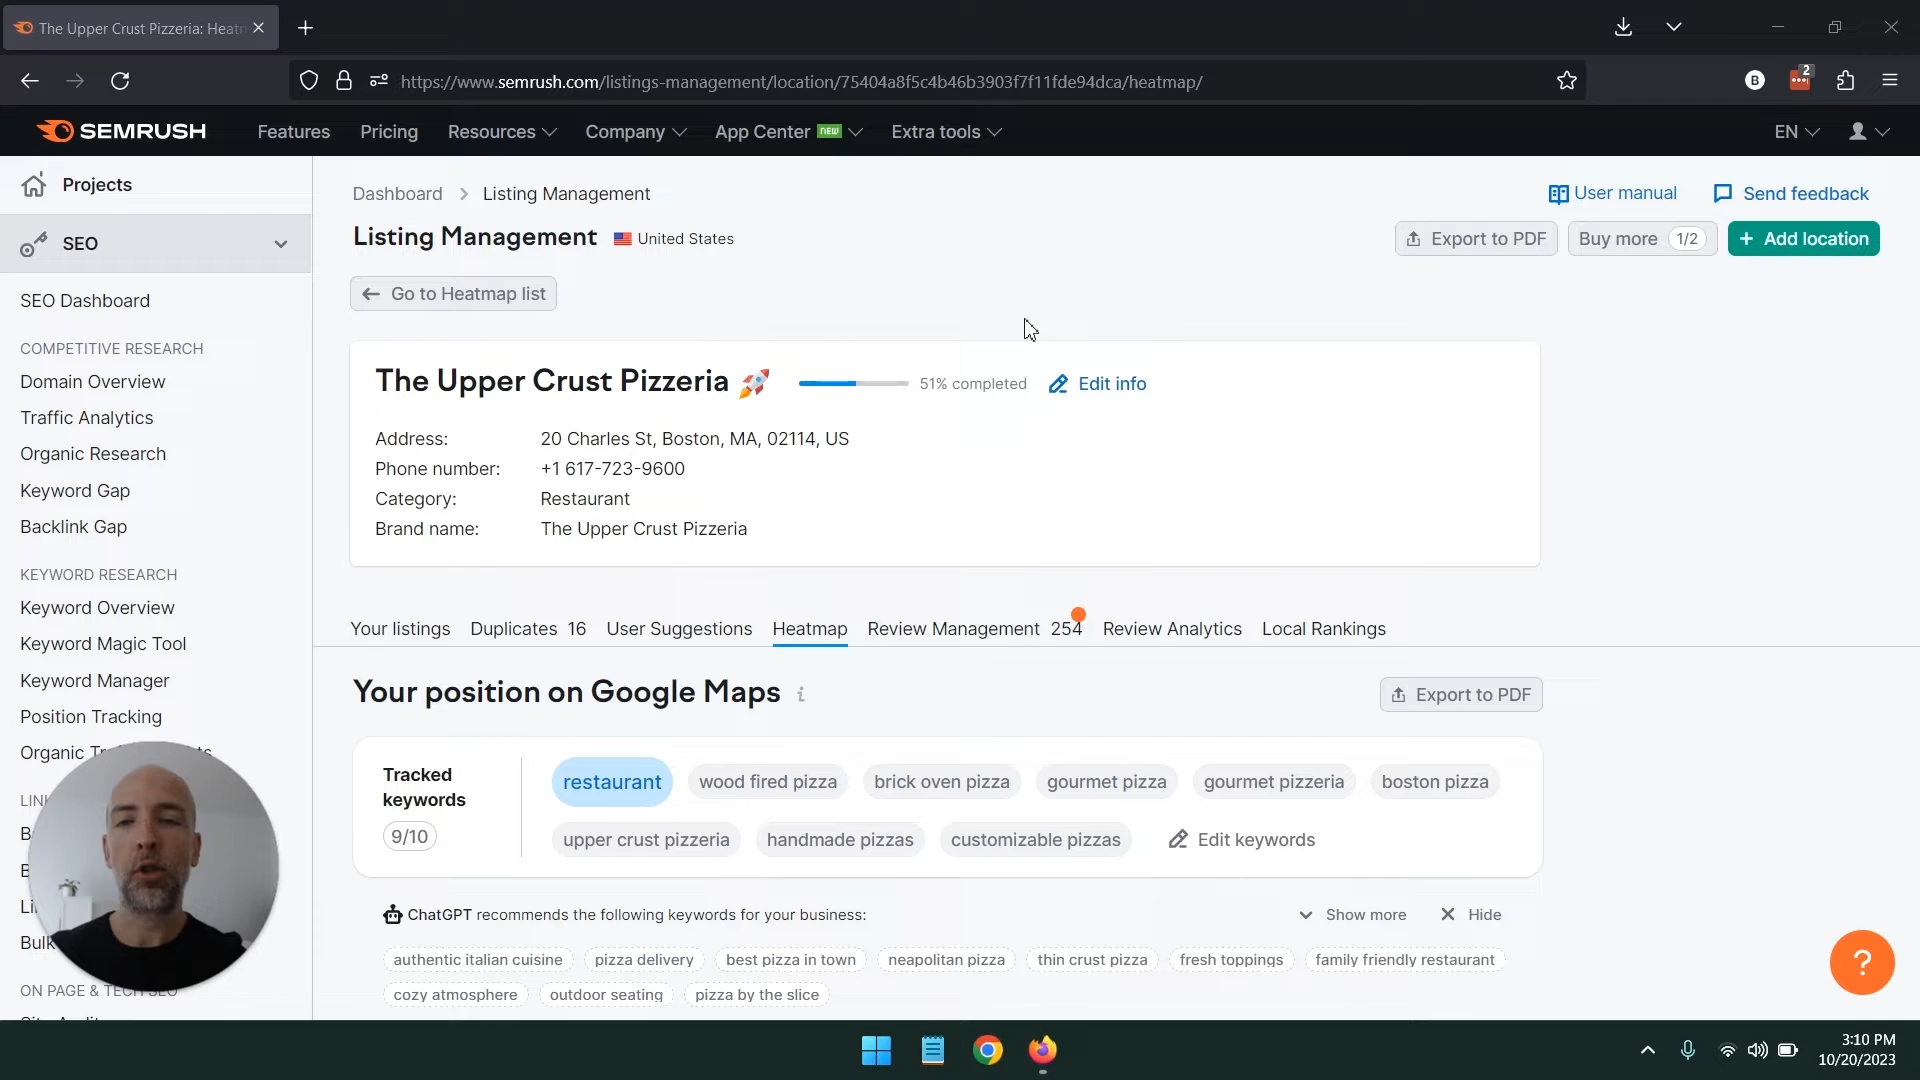 The Upper Crust Pizzeria: Heatm
https://www.semrush.com/listings-management/location/75404a8f5c4b46b3903f7f11fde94dca/heatmap/
B
2
SEMRUSH
Features
Pricing
Resources
Company
App Center NEW
Extra tools
EN
Projects
SEO
SEO Dashboard
COMPETITIVE RESEARCH
Domain Overview
Traffic Analytics
Organic Research
Keyword Gap
Backlink Gap
KEYWORD RESEARCH
Keyword Overview
Keyword Magic Tool
Keyword Manager
Position Tracking
Organic
Bulk
ON PAGE & TECH SEO
Dashboard > Listing Management
User manual
Send feedback
Listing Management
United States
Export to PDF
Buy more 1/2
+ Add location
Go to Heatmap list
The Upper Crust Pizzeria 🚀
51% completed
Edit info
Address: 20 Charles St, Boston, MA, 02114, US
Phone number: +1 617-723-9600
Category: Restaurant
Brand name: The Upper Crust Pizzeria
Your listings
Duplicates 16
User Suggestions
Heatmap
Review Management 254
Review Analytics
Local Rankings
Your position on Google Maps i
Export to PDF
Tracked
keywords
9/10
restaurant
wood fired pizza
brick oven pizza
gourmet pizza
gourmet pizzeria
boston pizza
upper crust pizzeria
handmade pizzas
customizable pizzas
Edit keywords
ChatGPT recommends the following keywords for your business:
Show more
Hide
authentic italian cuisine
pizza delivery
best pizza in town
neapolitan pizza
thin crust pizza
fresh toppings
family friendly restaurant
cozy atmosphere
outdoor seating
pizza by the slice
?
3:10 PM
10/20/2023